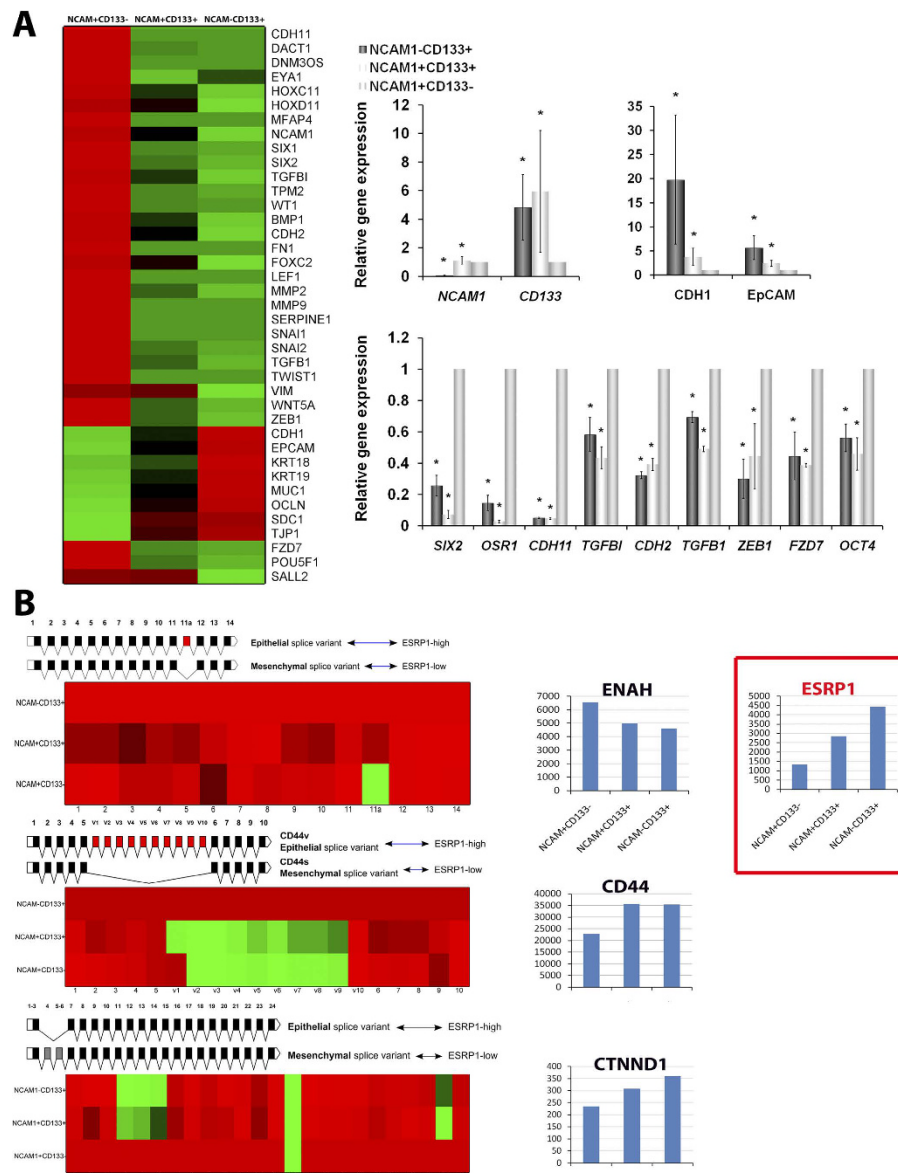 A
NCAM+CD133- NCAM+CD133+ NCAM-CD133+
CDH11
DACT1
DNM3OS
EYA1
HOXC11
HOXD11
MFAP4
NCAM1
SIX1
SIX2
TGFBI
TPM2
WT1
BMP1
CDH2
FN1
FOXC2
LEF1
MMP2
MMP9
SERPINE1
SNAI1
SNAI2
TGFB1
TWIST1
VIM
WNT5A
ZEB1
CDH1
EPCAM
KRT18
KRT19
MUC1
OCLN
SDC1
TJP1
FZD7
POU5F1
SALL2
NCAM1-CD133+
NCAM1+CD133+
NCAM1+CD133-
Relative gene expression
12
10
8
6
4
2
0
* * * *
NCAM1 CD133
35
30
25
20
15
10
5
0
* * * *
CDH1 EpCAM
Relative gene expression
1.2
1
0.8
0.6
0.4
0.2
0
* * * * * * * * * * * * * * * * * *
SIX2 OSR1 CDH11 TGFBI CDH2 TGFB1 ZEB1 FZD7 OCT4
B
1 2 3 4 5 6 7 8 9 10 11 11a 12 13 14
Epithelial splice variant ESRP1-high
Mesenchymal splice variant ESRP1-low
NCAM-CD133+
NCAM+CD133+
NCAM+CD133-
1 2 3 4 5 6 7 8 9 10 11 11a 12 13 14
1 2 3 4 5 V1 V2 V3 V4 V5 V6 V7 V8 V9 V10 6 7 8 9 10
CD44v
Epithelial splice variant ESRP1-high
CD44s
Mesenchymal splice variant ESRP1-low
NCAM-CD133+
NCAM+CD133+
NCAM+CD133-
1 2 3 4 5 v1 v2 v3 v4 v5 v6 v7 v8 v9 v10 6 7 8 9 10
1-3 4 5-6 7 8 9 10 11 12 13 14 15 16 17 18 19 20 21 22 23 24
Epithelial splice variant ESRP1-high
Mesenchymal splice variant ESRP1-low
NCAM1-CD133+
NCAM1+CD133+
NCAM1+CD133-
ENAH
7000
6000
5000
4000
3000
2000
1000
0
NCAM+CD133- NCAM+CD133+ NCAM-CD133+
ESRP1
5000
4500
4000
3500
3000
2500
2000
1500
1000
500
0
NCAM+CD133- NCAM+CD133+ NCAM-CD133+
CD44
40000
35000
30000
25000
20000
15000
10000
5000
0
CTNND1
400
350
300
250
200
150
100
50
0